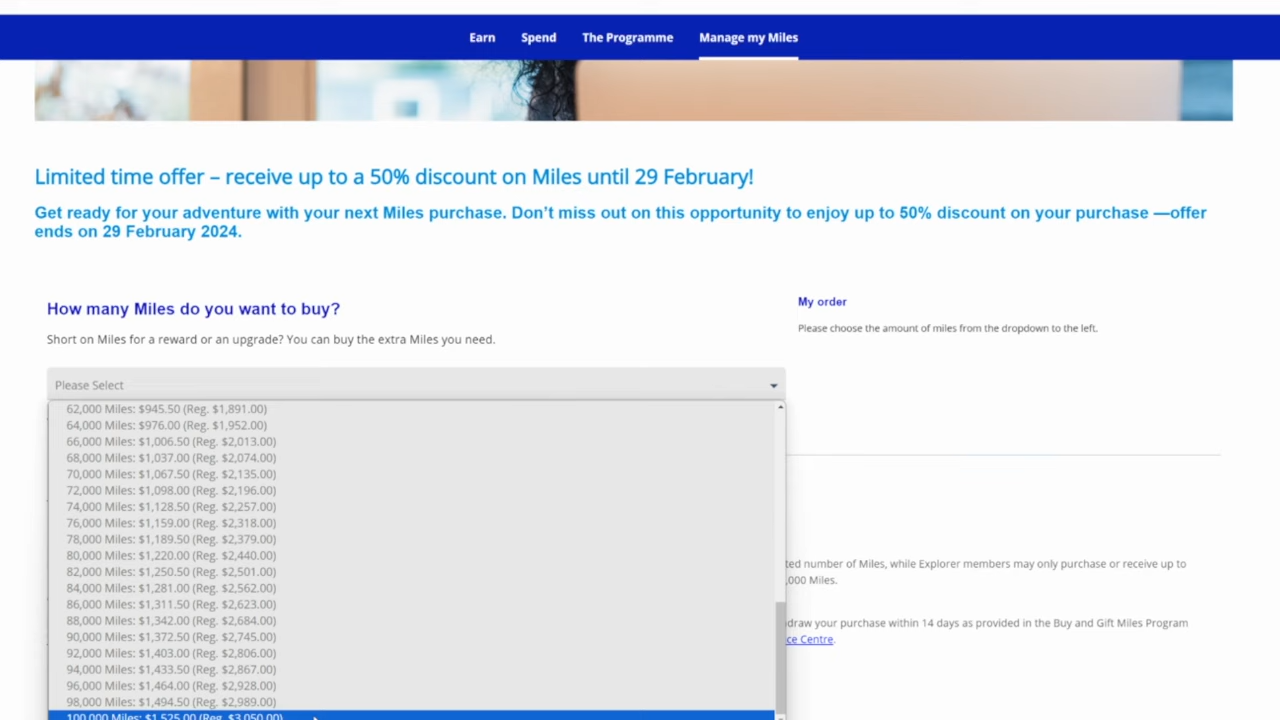 Earn Spend The Programme Manage my Miles
Limited time offer – receive up to a 50% discount on Miles until 29 February!
Get ready for your adventure with your next Miles purchase. Don’t miss out on this opportunity to enjoy up to 50% discount on your purchase —offer
ends on 29 February 2024.
How many Miles do you want to buy?
Short on Miles for a reward or an upgrade? You can buy the extra Miles you need.
My order
Please choose the amount of miles from the dropdown to the left.
Please Select
62,000 Miles: $945.50 (Reg. $1,891.00)
64,000 Miles: $976.00 (Reg. $1,952.00)
66,000 Miles: $1,006.50 (Reg. $2,013.00)
68,000 Miles: $1,037.00 (Reg. $2,074.00)
70,000 Miles: $1,067.50 (Reg. $2,135.00)
72,000 Miles: $1,098.00 (Reg. $2,196.00)
74,000 Miles: $1,128.50 (Reg. $2,257.00)
76,000 Miles: $1,159.00 (Reg. $2,318.00)
78,000 Miles: $1,189.50 (Reg. $2,379.00)
80,000 Miles: $1,220.00 (Reg. $2,440.00)
82,000 Miles: $1,250.50 (Reg. $2,501.00)
84,000 Miles: $1,281.00 (Reg. $2,562.00)
86,000 Miles: $1,311.50 (Reg. $2,623.00)
88,000 Miles: $1,342.00 (Reg. $2,684.00)
90,000 Miles: $1,372.50 (Reg. $2,745.00)
92,000 Miles: $1,403.00 (Reg. $2,806.00)
94,000 Miles: $1,433.50 (Reg. $2,867.00)
96,000 Miles: $1,464.00 (Reg. $2,928.00)
98,000 Miles: $1,494.50 (Reg. $2,989.00)
100,000 Miles: $1,525.00 (Reg. $3,050.00)
ted number of Miles, while Explorer members may only purchase or receive up to
,000 Miles.
draw your purchase within 14 days as provided in the Buy and Gift Miles Program
ce Centre.